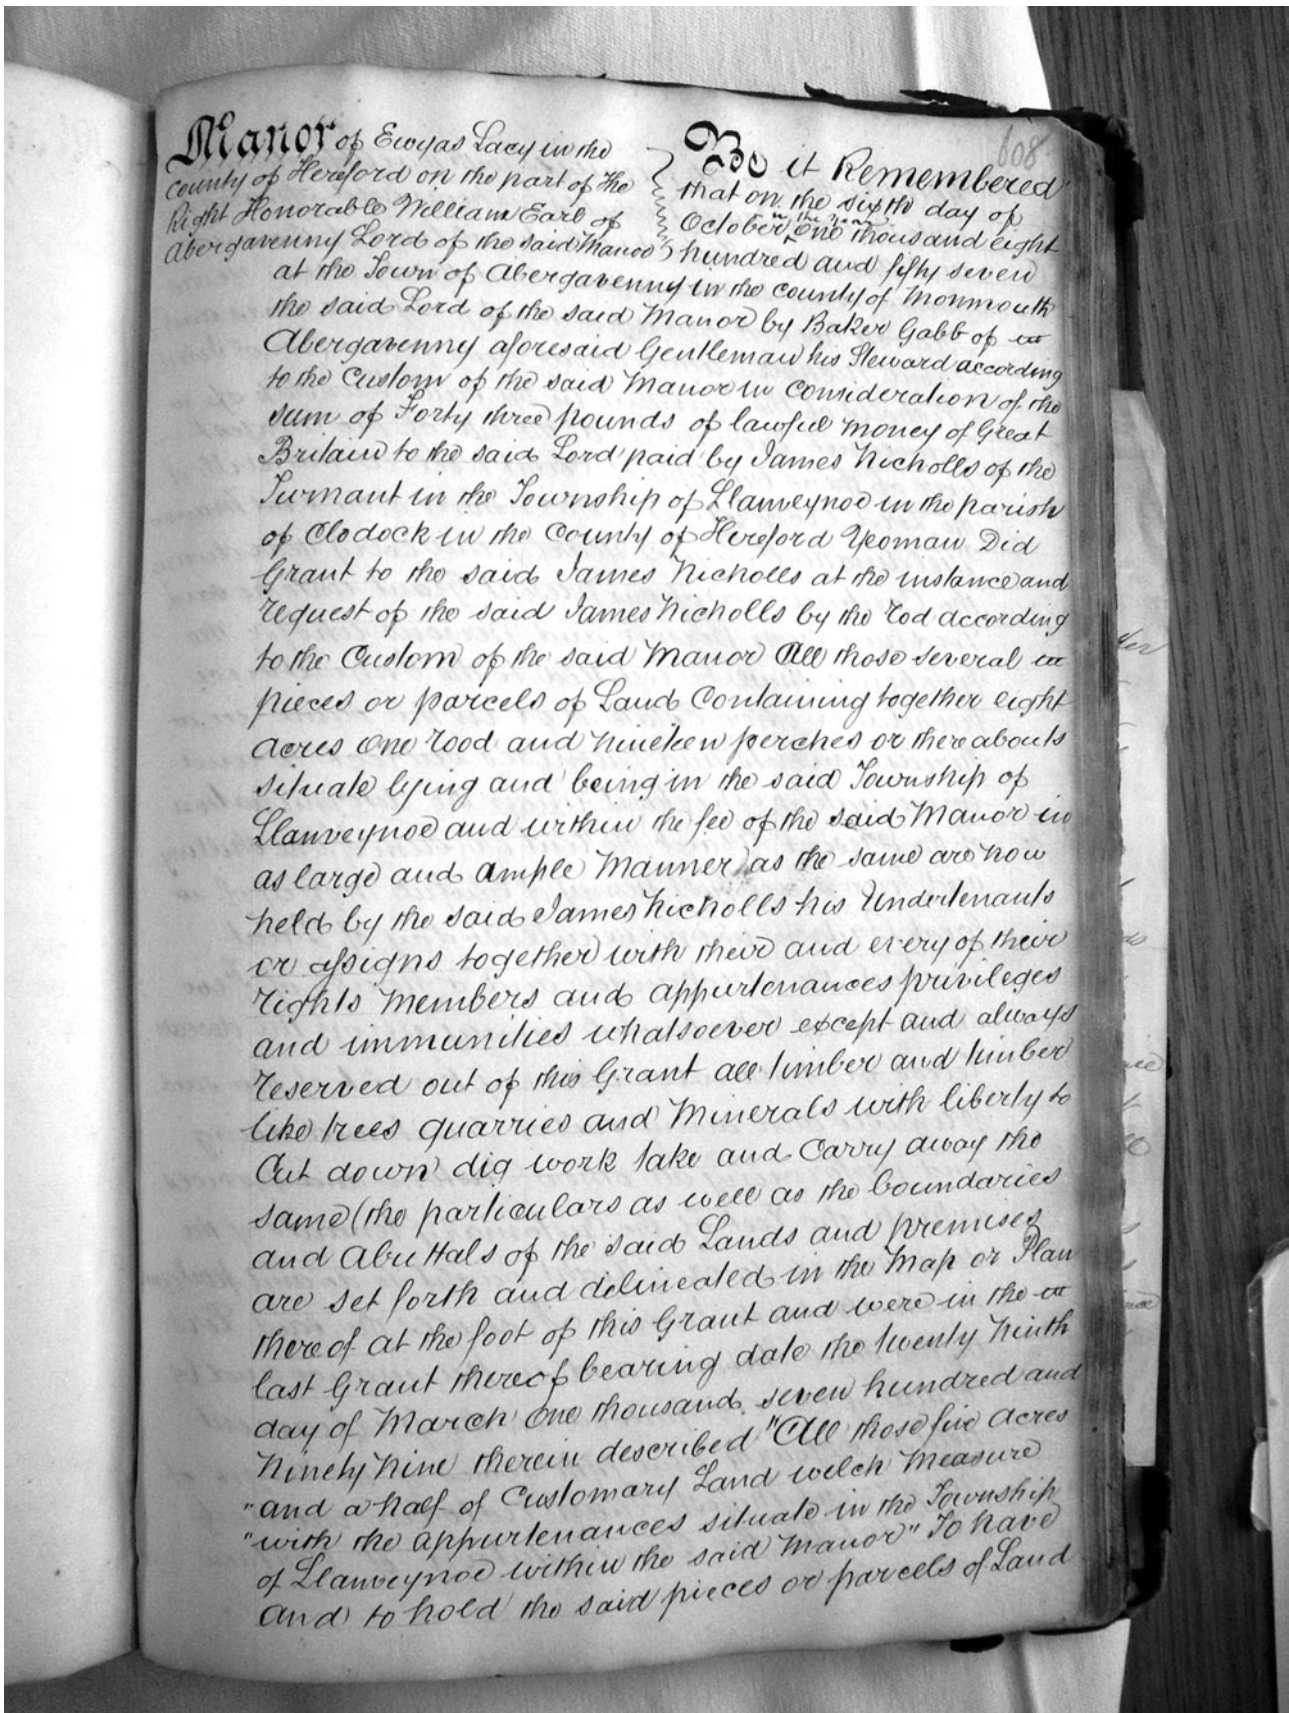 608
Manor of Ewyas Lacy in the
County of Hereford on the part of the
Right Honorable William Earl of
Abergavenny Lord of the said Manor
Be it Remembered
that on the sixth day of
October in the year one thousand eight
hundred and fifty seven
at the Town of Abergavenny in the county of Monmouth
the said Lord of the said Manor by Baker Gabb of
Abergavenny aforesaid Gentleman his Steward according
to the Custom of the said Manor in Consideration of the
sum of Forty three pounds of lawful money of Great
Britain to the said Lord paid by James Nicholls of the
Turnant in the Township of Llanveynoe in the parish
of Clodock in the County of Hereford Yeoman Did
Grant to the said James Nicholls at the instance and
request of the said James Nicholls by the rod according
to the Custom of the said Manor All those several
pieces or parcels of Land Containing together eight
acres one rood and nineteen perches or thereabouts
situate lying and being in the said Township of
Llanveynoe and within the fee of the said Manor in
as large and ample Manner as the same are now
held by the said James Nicholls his Undertenants
or assigns together with their and every of their
rights Members and appurtenances privileges
and immunities whatsoever except and always
reserved out of this Grant all timber and timber
like trees quarries and Minerals with liberty to
Cut down dig work take and Carry away the
same (the particulars as well as the boundaries
and Abuttals of the said Lands and premises
are set forth and delineated in the Map or Plan
thereof at the foot of this Grant and were in the
last Grant thereof bearing date the twenty ninth
day of March One thousand seven hundred and
Ninety Nine therein described "All those five Acres
"and a half of Customary Land welch Measure
"with the appurtenances situate in the Township
of Llanveynoe within the said Manor" To have
and to hold the said pieces or parcels of Land